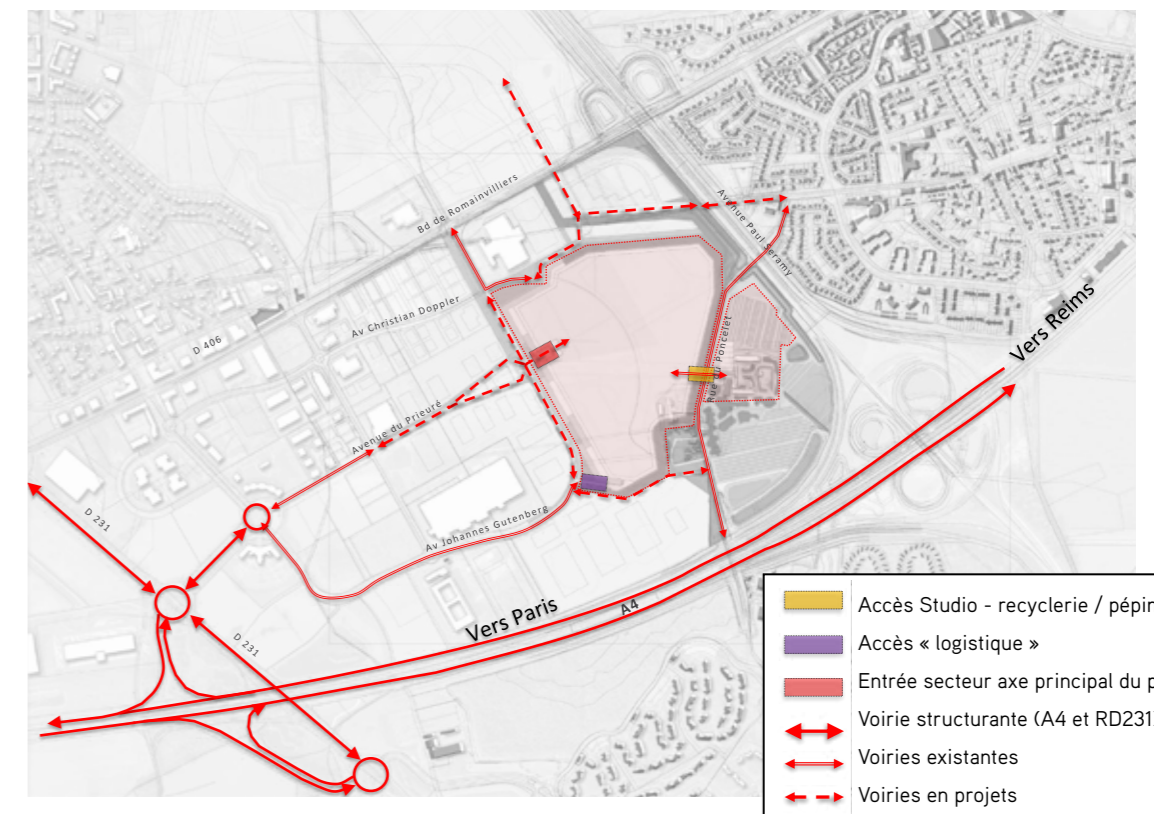 Bd de Romainvilliers
Avenue Paul Seramy
Av Christian Doppler
D 406
Rue du Poncelet
Vers Reims
Avenue du Prieuré
D 231
Av Johannes Gutenberg
Vers Paris
A4
D 231
Accès Studio - recyclerie / pépin
Accès « logistique »
Entrée secteur axe principal du p
Voirie structurante (A4 et RD231
Voiries existantes
Voiries en projets